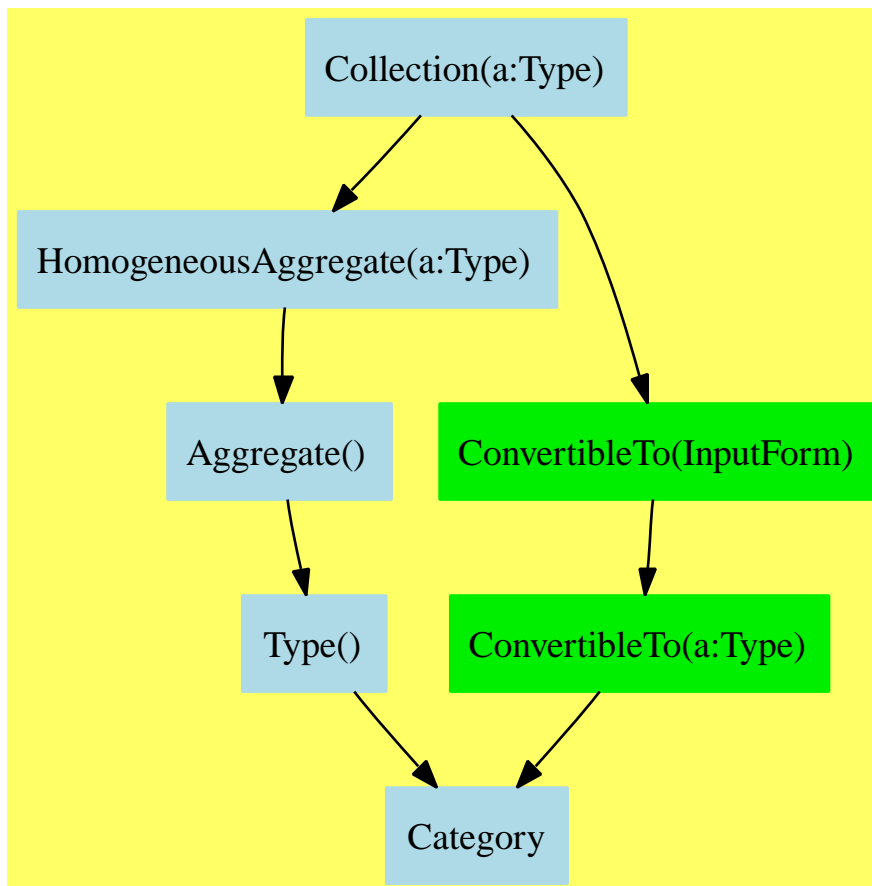 Collection(a:Type)
HomogeneousAggregate(a:Type)
Aggregate()
ConvertibleTo(InputForm)
Type()
ConvertibleTo(a:Type)
Category